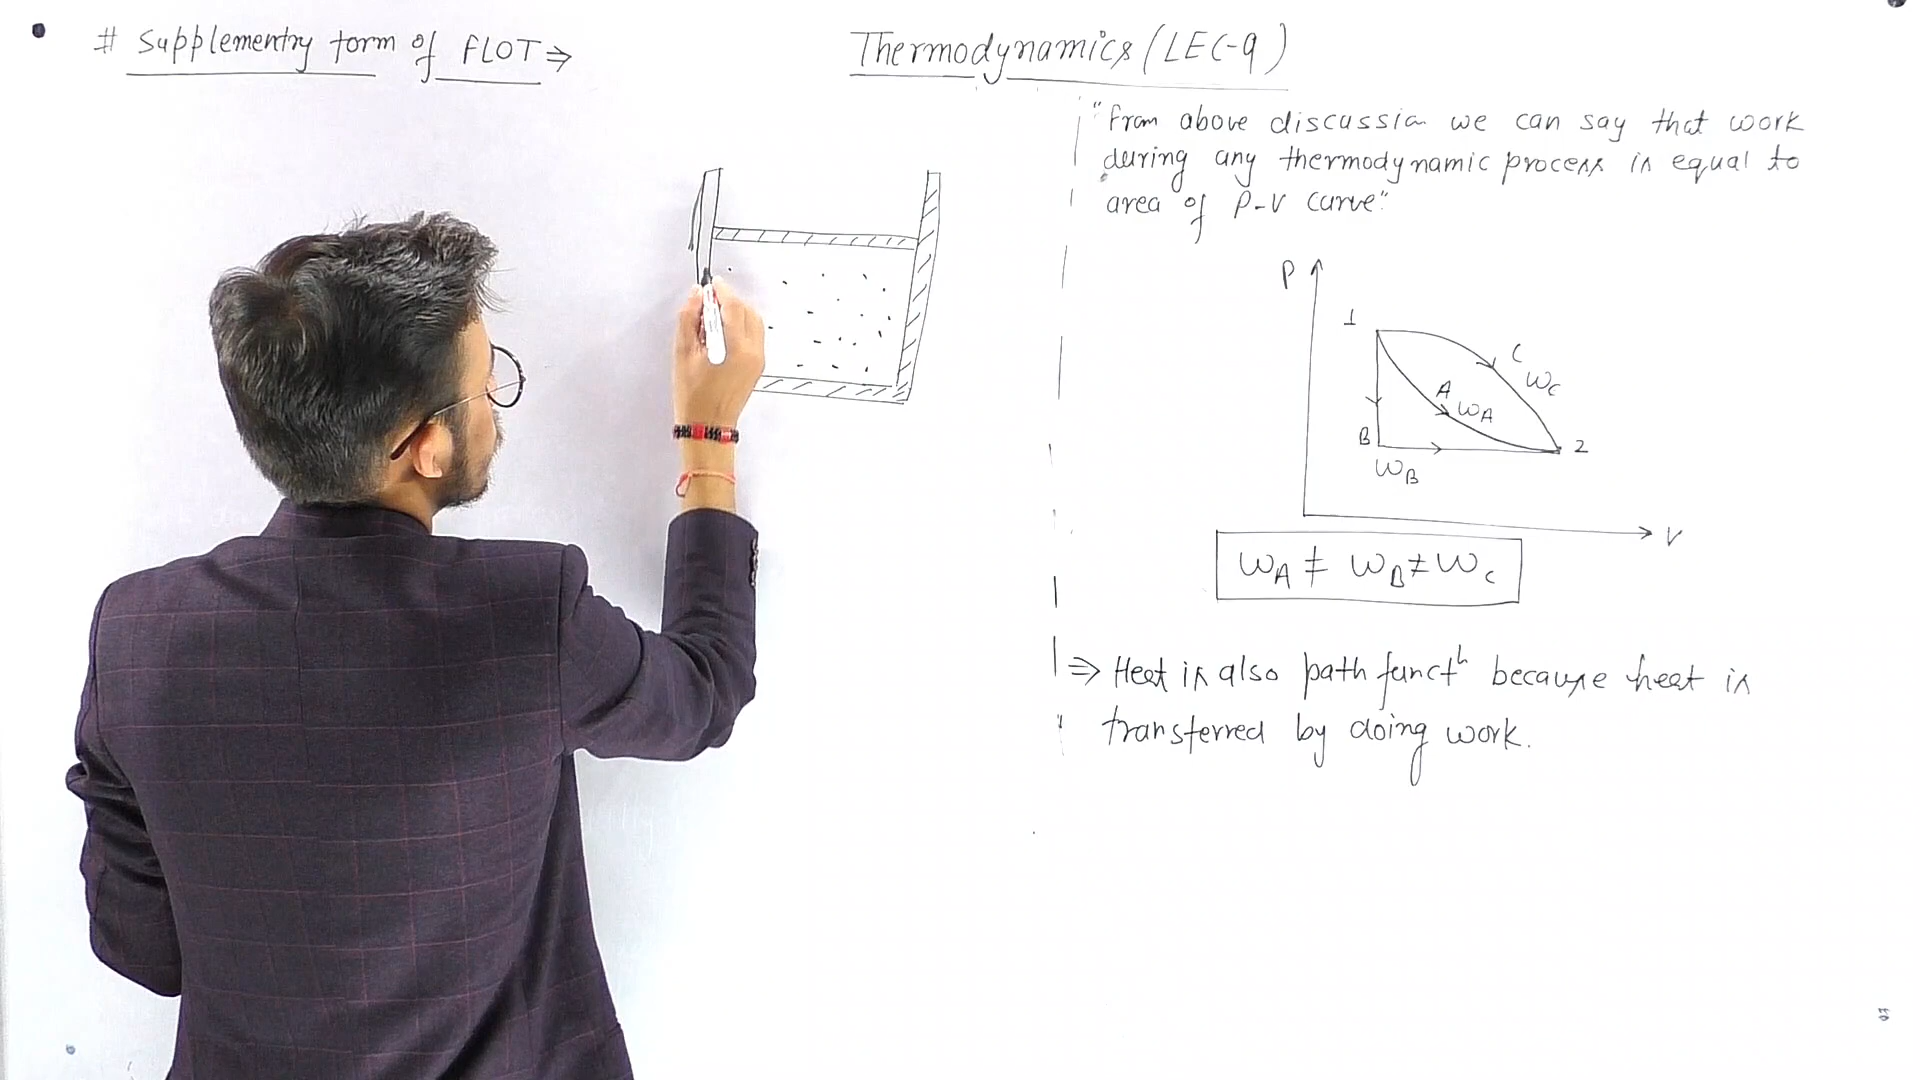 # Supplementry form of FLOT ⇒
Thermodynamics (LEC-9)
"From above discussion we can say that work
during any thermodynamic process is equal to
area of P-V curve"
P
1
C
WC
A
WA
B
2
WB
V
WA ≠ WB ≠ WC
⇒ Heat is also path functn because heat is
transferred by doing work.